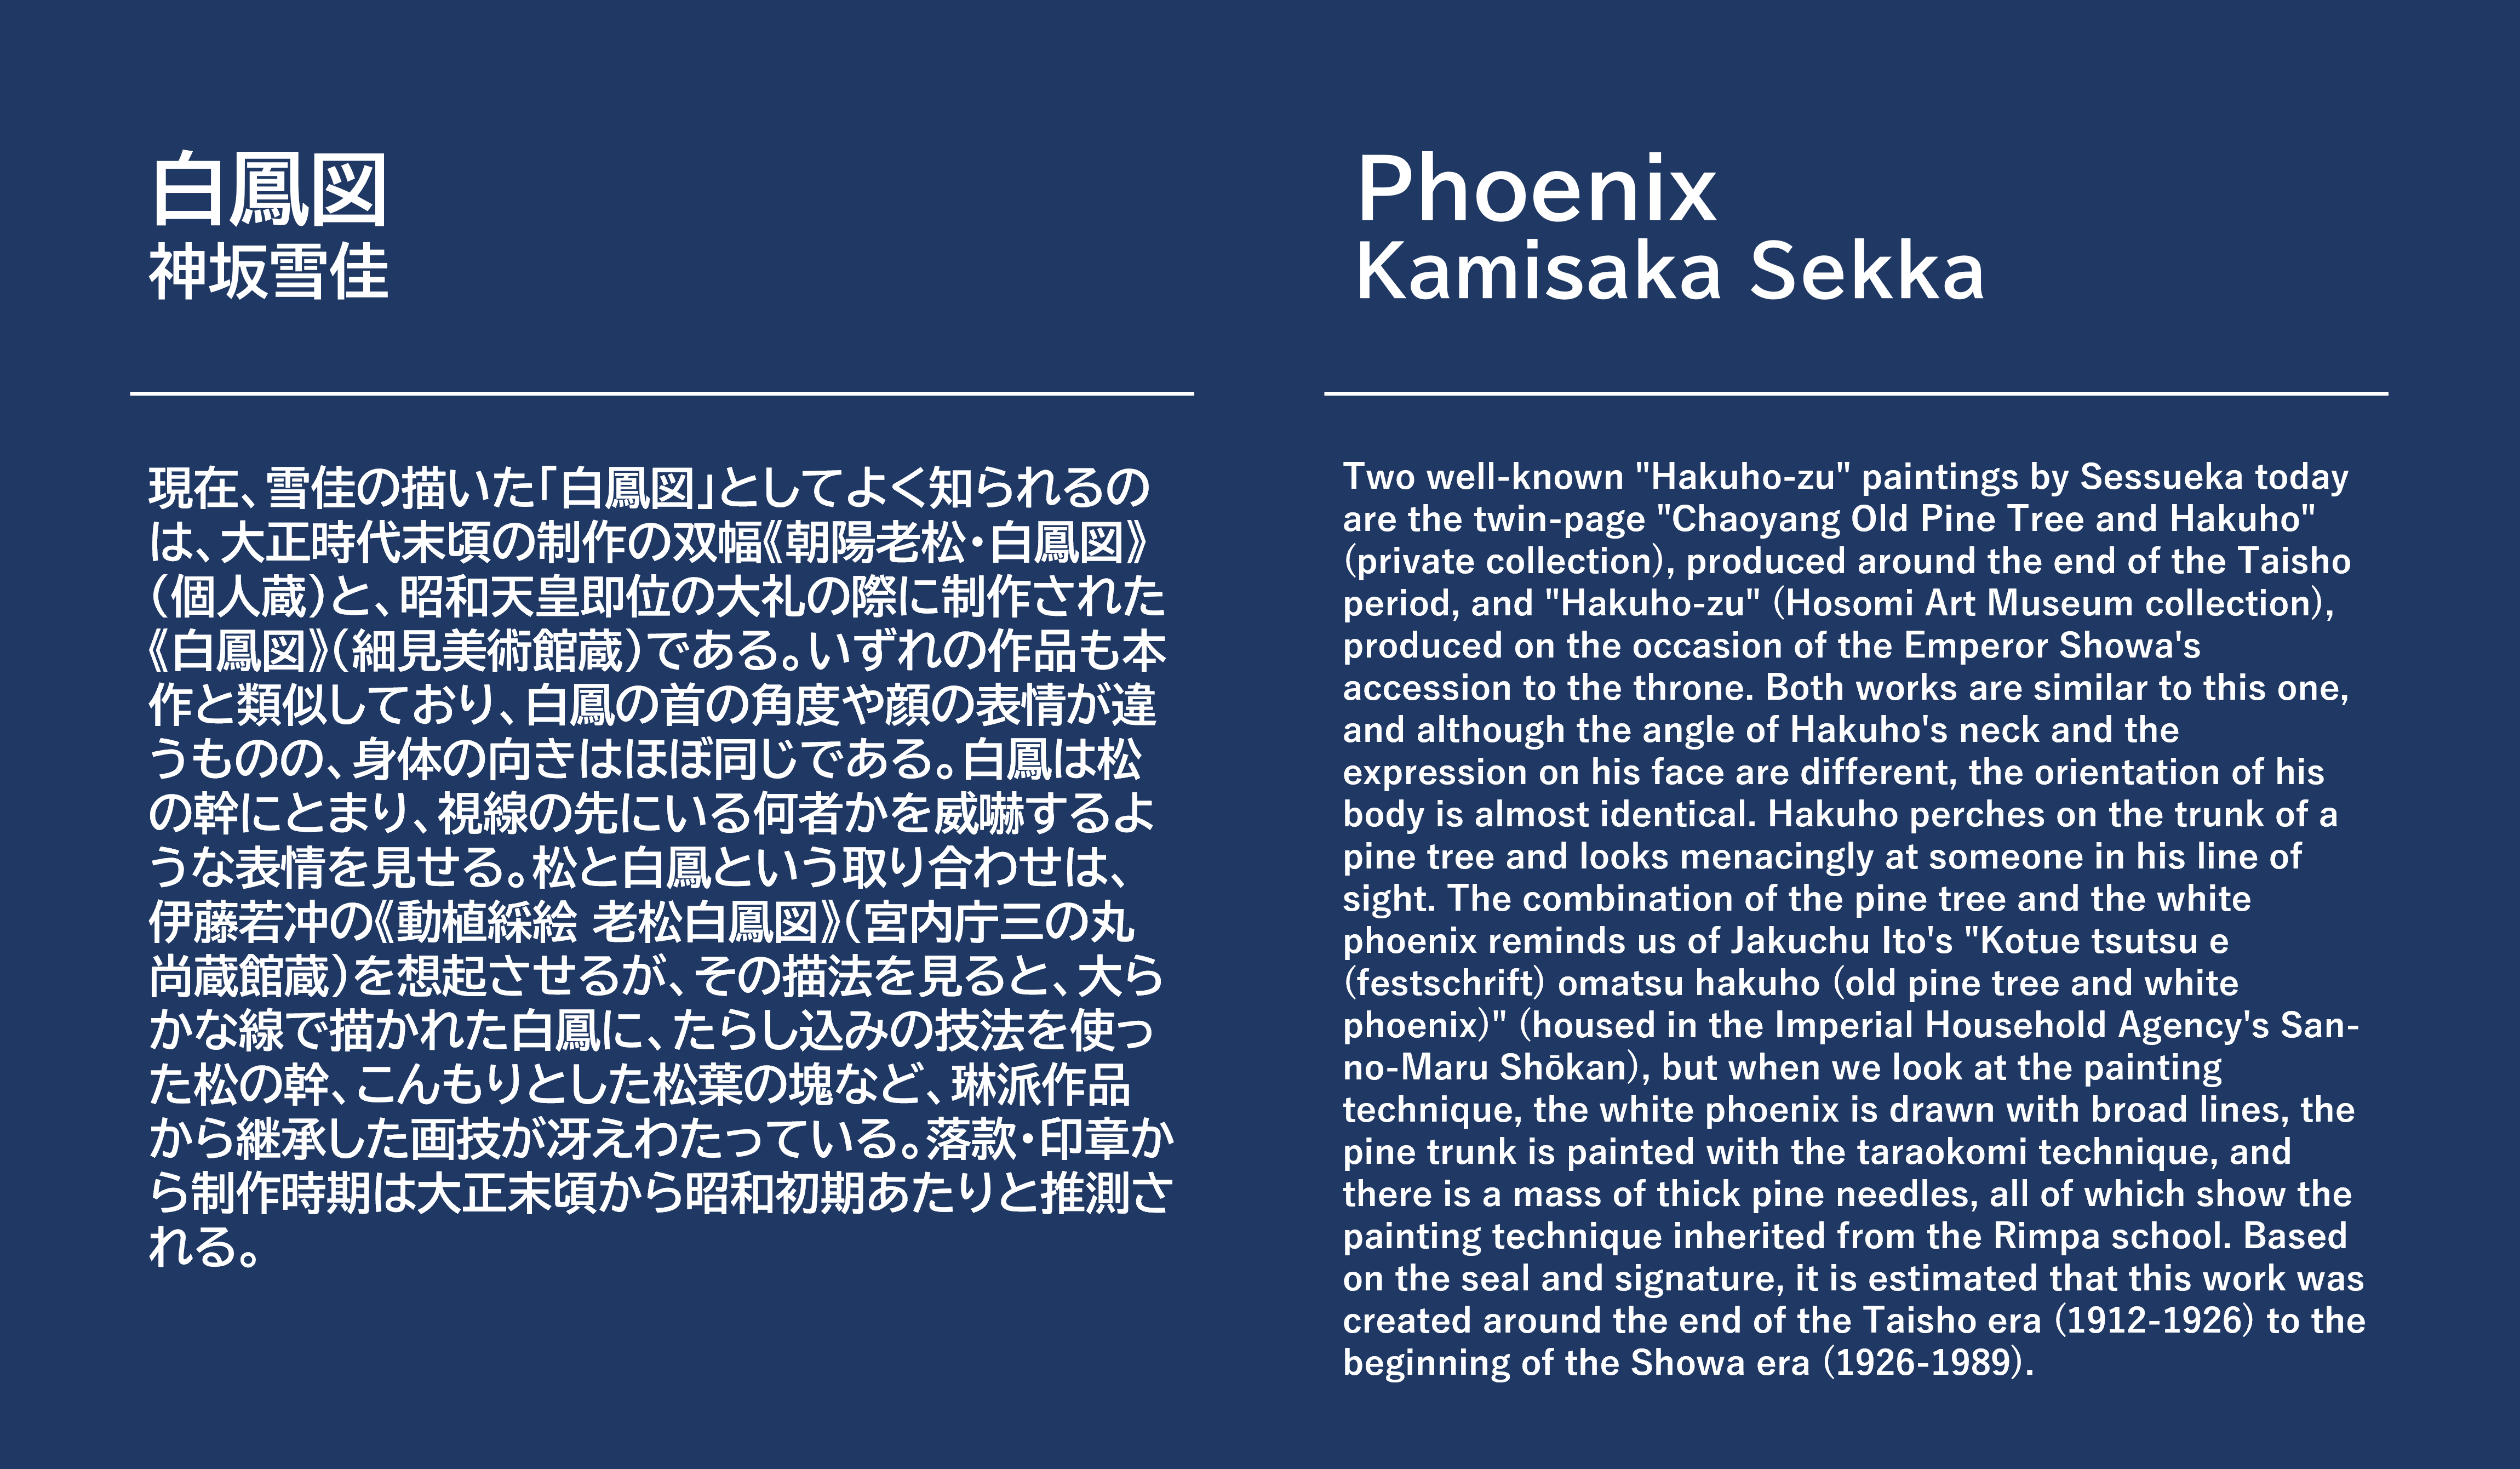 白鳳図
神坂雪佳
現在、雪佳の描いた「白鳳図」としてよく知られるの
は、大正時代末頃の制作の双幅《朝陽老松・白鳳図》
（個人蔵）と、昭和天皇即位の大礼の際に制作された
《白鳳図》（細見美術館蔵）である。いずれの作品も本
作と類似しており、白鳳の首の角度や顔の表情が違
うものの、身体の向きはほぼ同じである。白鳳は松
の幹にとまり、視線の先にいる何者かを威嚇するよ
うな表情を見せる。松と白鳳という取り合わせは、
伊藤若冲の《動植綵絵 老松白鳳図》（宮内庁三の丸
尚蔵館蔵）を想起させるが、その描法を見ると、大ら
かな線で描かれた白鳳に、たらし込みの技法を使っ
た松の幹、こんもりとした松葉の塊など、琳派作品
から継承した画技が冴えわたっている。落款・印章か
ら制作時期は大正末頃から昭和初期あたりと推測さ
れる。
Phoenix
Kamisaka Sekka
Two well-known "Hakuho-zu" paintings by Sessueka today
are the twin-page "Chaoyang Old Pine Tree and Hakuho"
(private collection), produced around the end of the Taisho
period, and "Hakuho-zu" (Hosomi Art Museum collection),
produced on the occasion of the Emperor Showa's
accession to the throne. Both works are similar to this one,
and although the angle of Hakuho's neck and the
expression on his face are different, the orientation of his
body is almost identical. Hakuho perches on the trunk of a
pine tree and looks menacingly at someone in his line of
sight. The combination of the pine tree and the white
phoenix reminds us of Jakuchu Ito's "Kotue tsutsu e
(festschrift) omatsu hakuho (old pine tree and white
phoenix)" (housed in the Imperial Household Agency's San-
no-Maru Shōkan), but when we look at the painting
technique, the white phoenix is drawn with broad lines, the
pine trunk is painted with the taraokomi technique, and
there is a mass of thick pine needles, all of which show the
painting technique inherited from the Rimpa school. Based
on the seal and signature, it is estimated that this work was
created around the end of the Taisho era (1912-1926) to the
beginning of the Showa era (1926-1989).